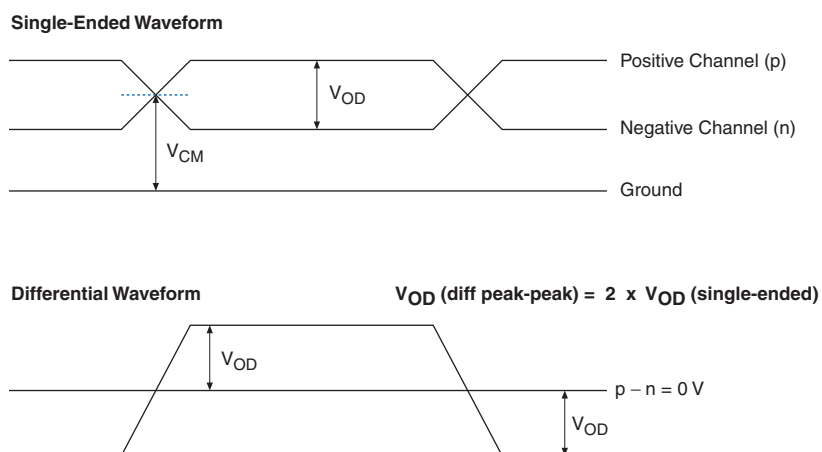 Single-Ended Waveform
Positive Channel (p)
VOD
Negative Channel (n)
VCM
Ground
Differential Waveform
VOD (diff peak-peak) = 2 x VOD (single-ended)
VOD
p – n = 0 V
VOD